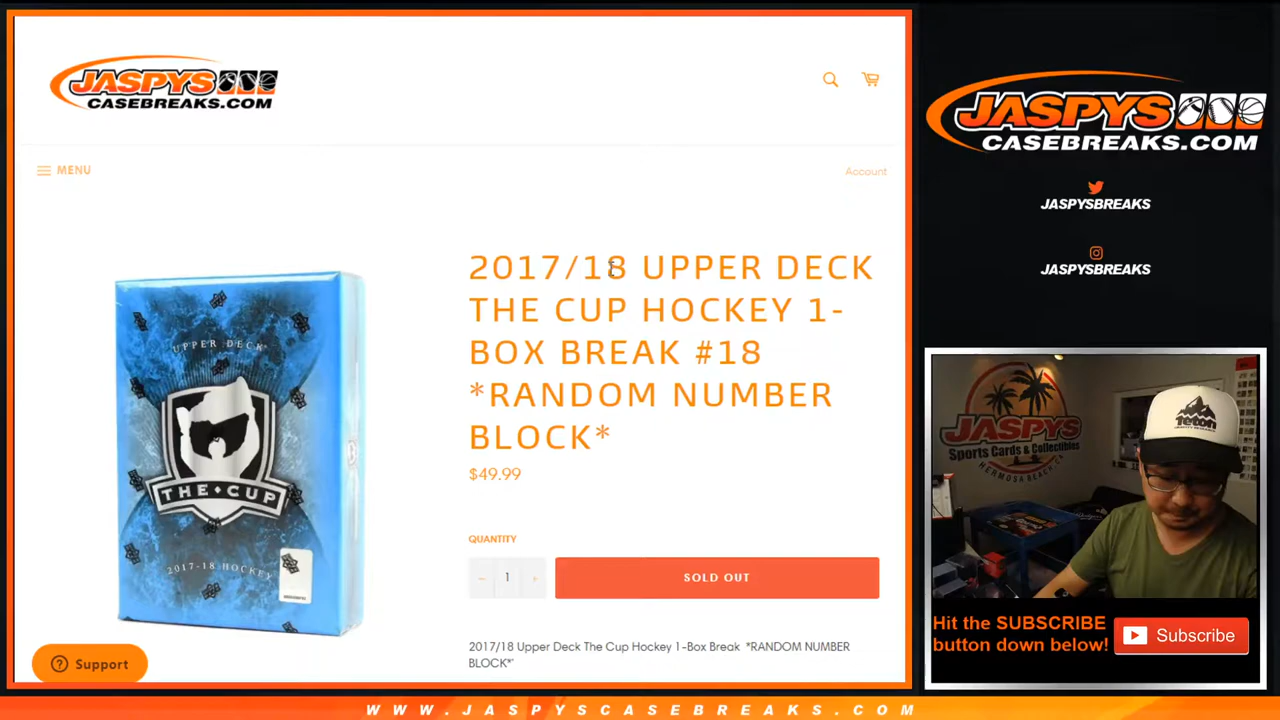 JASPYS
CASEBREAKS.COM
MENU
Account
2017/18 UPPER DECK
THE CUP HOCKEY 1-
BOX BREAK #18
*RANDOM NUMBER
BLOCK*
$49.99
QUANTITY
− 1 +
SOLD OUT
2017/18 Upper Deck The Cup Hockey 1-Box Break *RANDOM NUMBER
BLOCK*'
UPPER DECK
THE CUP
2017-18 HOCKEY
Support
JASPYS
CASEBREAKS.COM
JASPYSBREAKS
JASPYSBREAKS
JASPYS
Sports Cards & Collectibles
HERMOSA BEACH, CA
Teton
Hit the SUBSCRIBE
button down below!
Subscribe
WWW.JASPYSCASEBREAKS.COM